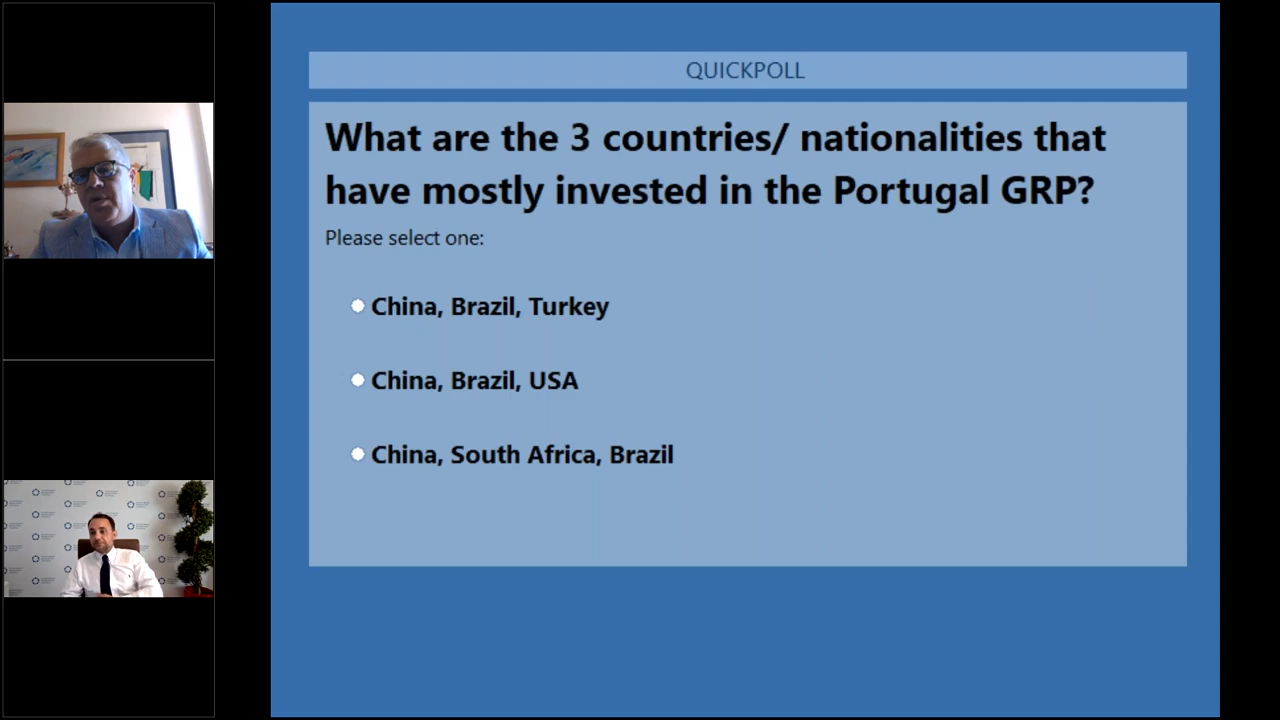 QUICKPOLL
What are the 3 countries/ nationalities that
have mostly invested in the Portugal GRP?
Please select one:
China, Brazil, Turkey
China, Brazil, USA
China, South Africa, Brazil